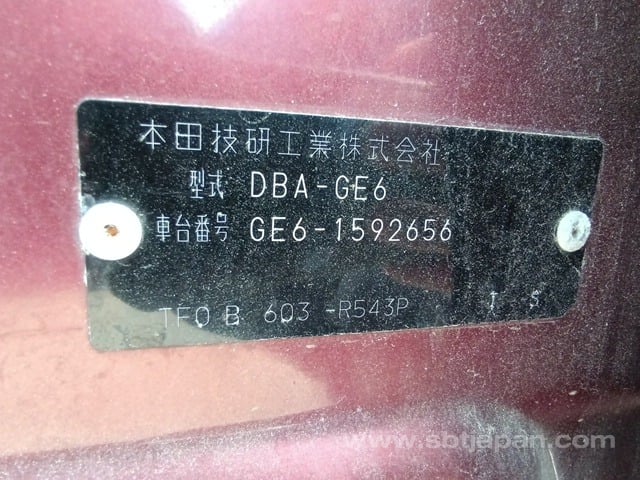 本田技研工業株式会社
型式 DBA-GE6
車台番号 GE6-1592656
TF0 B 603 -R543P I S
www.sbtjapan.com